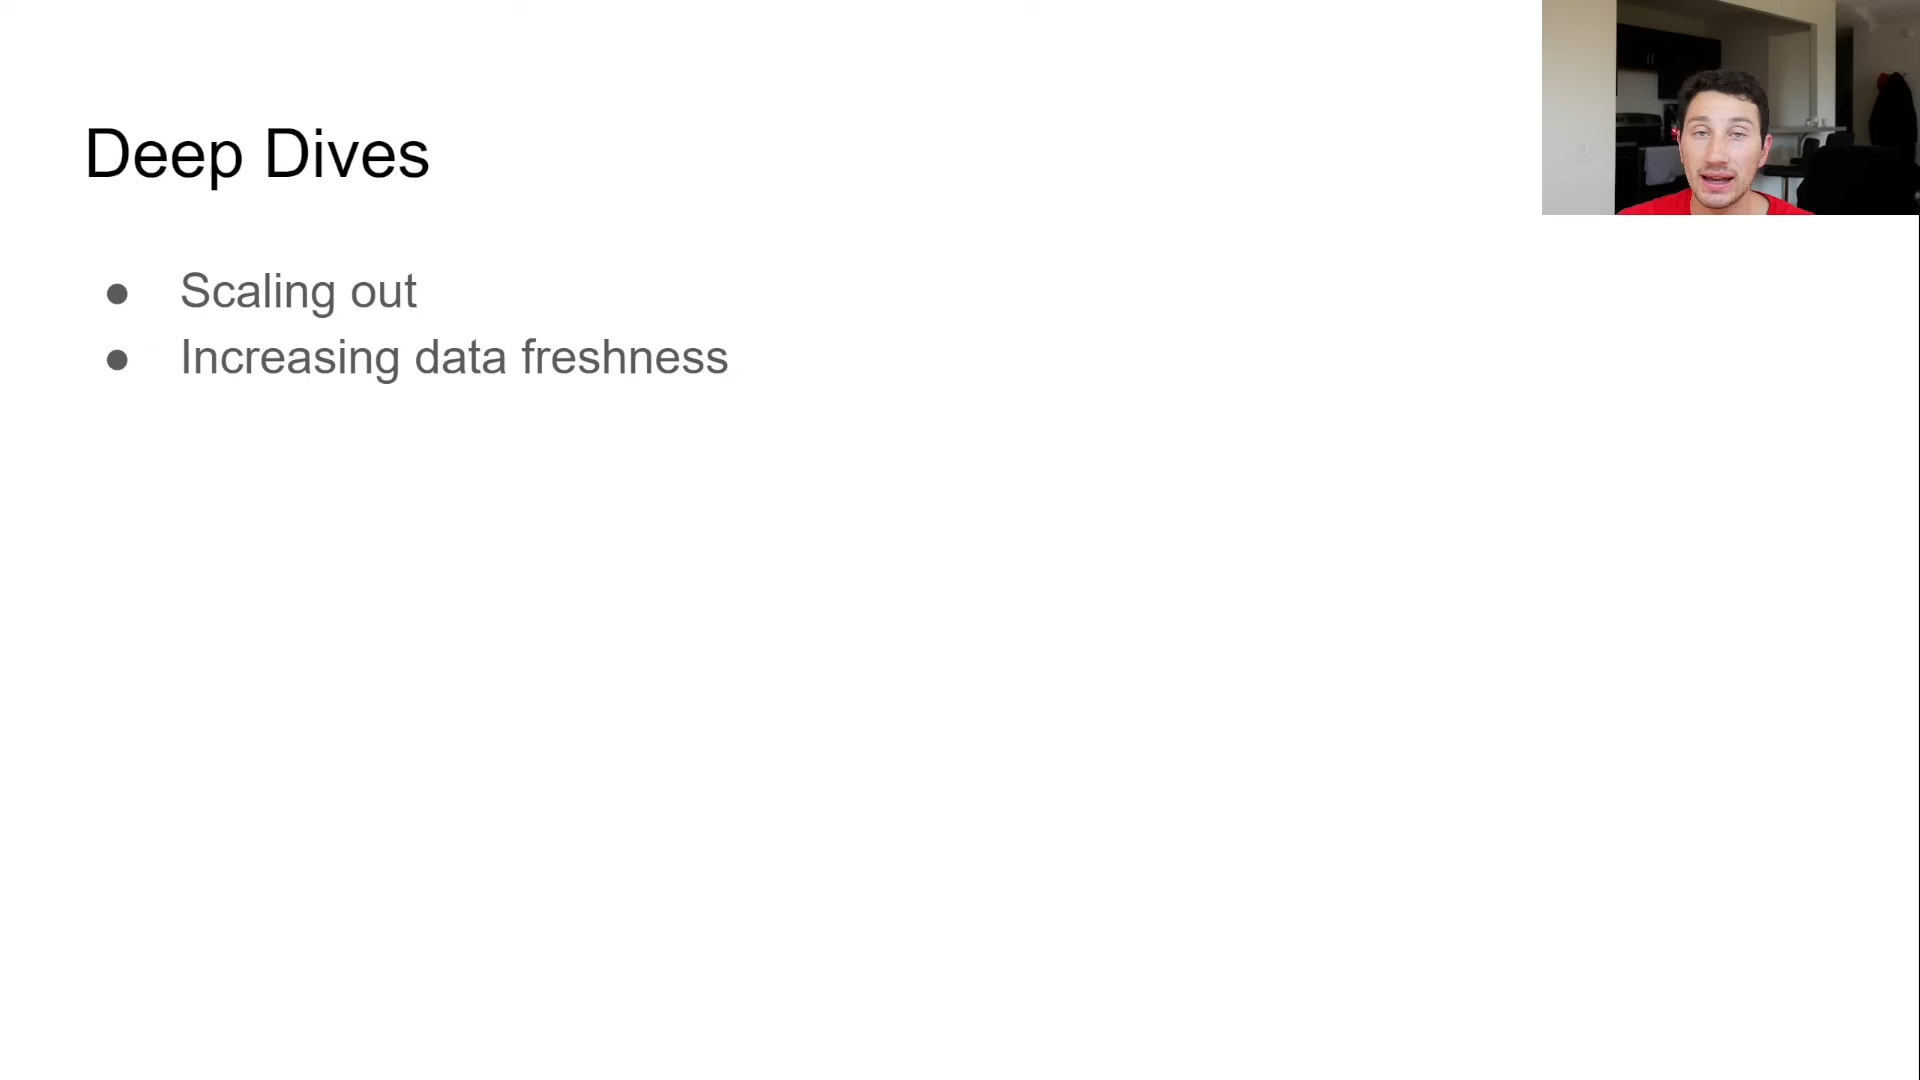 Deep Dives
● Scaling out
● Increasing data freshness